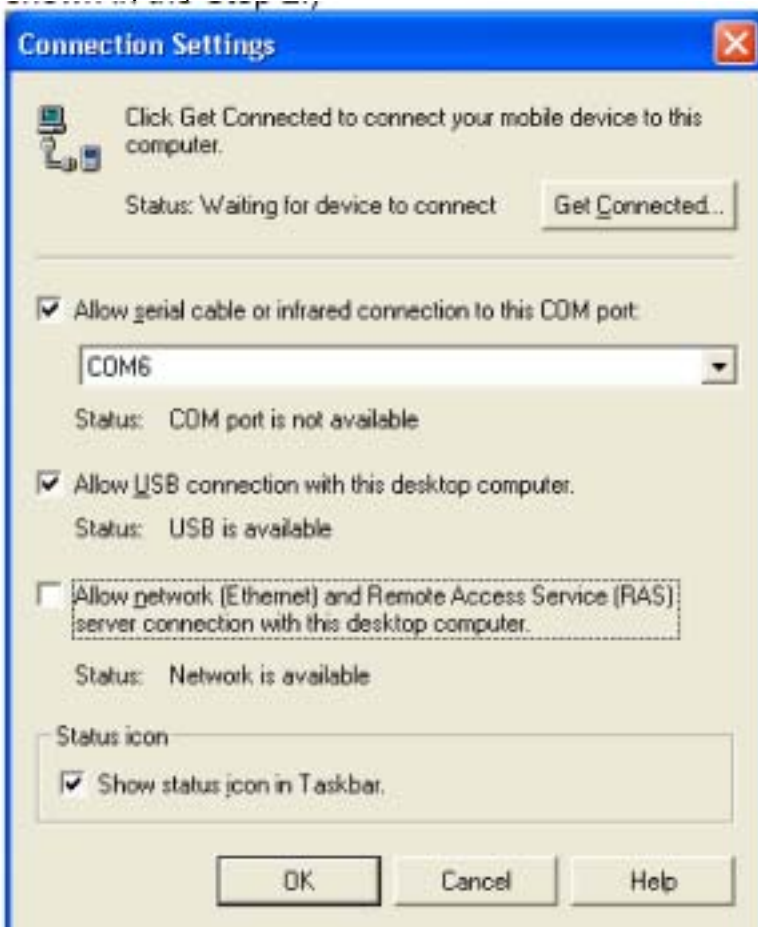 Connection Settings
Click Get Connected to connect your mobile device to this
computer.
Status: Waiting for device to connect
Get Connected...
Allow serial cable or infrared connection to this COM port:
COM6
Status: COM port is not available
Allow USB connection with this desktop computer.
Status: USB is available
Allow network (Ethernet) and Remote Access Service (RAS)
server connection with this desktop computer.
Status: Network is available
Status icon
Show status icon in Taskbar.
OK Cancel Help